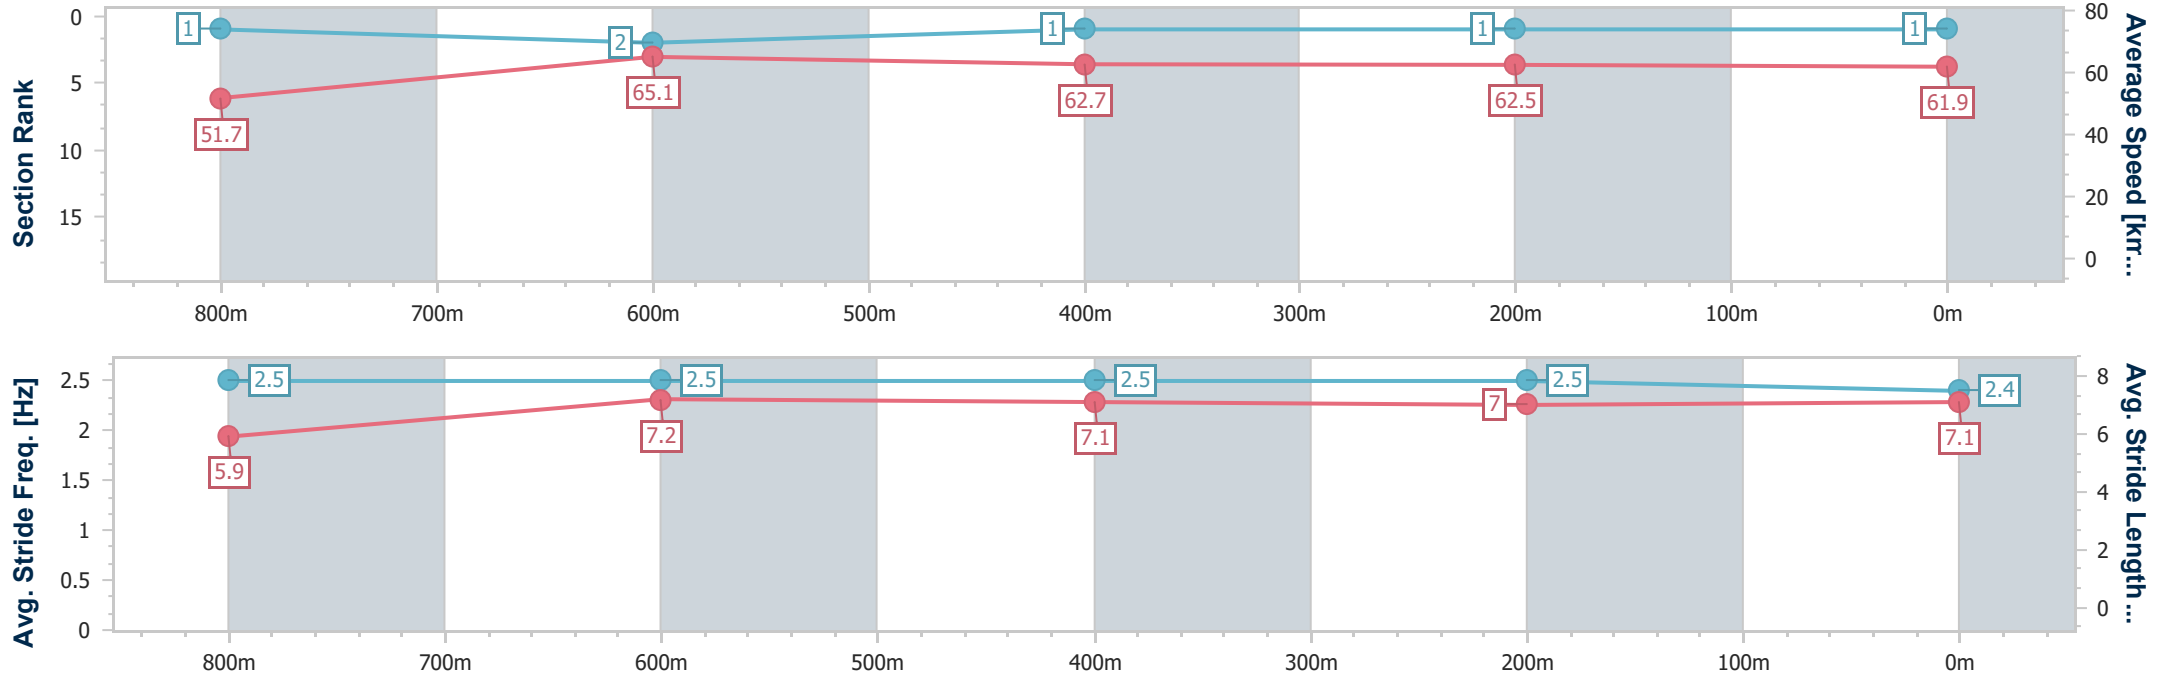 0
5
10
15
Section Rank
80
60
40
20
0
Average Speed [km...
1
2
1
1
1
51.7
65.1
62.7
62.5
61.9
800m
700m
600m
500m
400m
300m
200m
100m
0m
2.5
2
1.5
1
0.5
0
Avg. Stride Freq. [Hz]
8
6
4
2
0
Avg. Stride Length...
2.5
2.5
2.5
2.5
2.4
5.9
7.2
7.1
7
7.1
800m
700m
600m
500m
400m
300m
200m
100m
0m